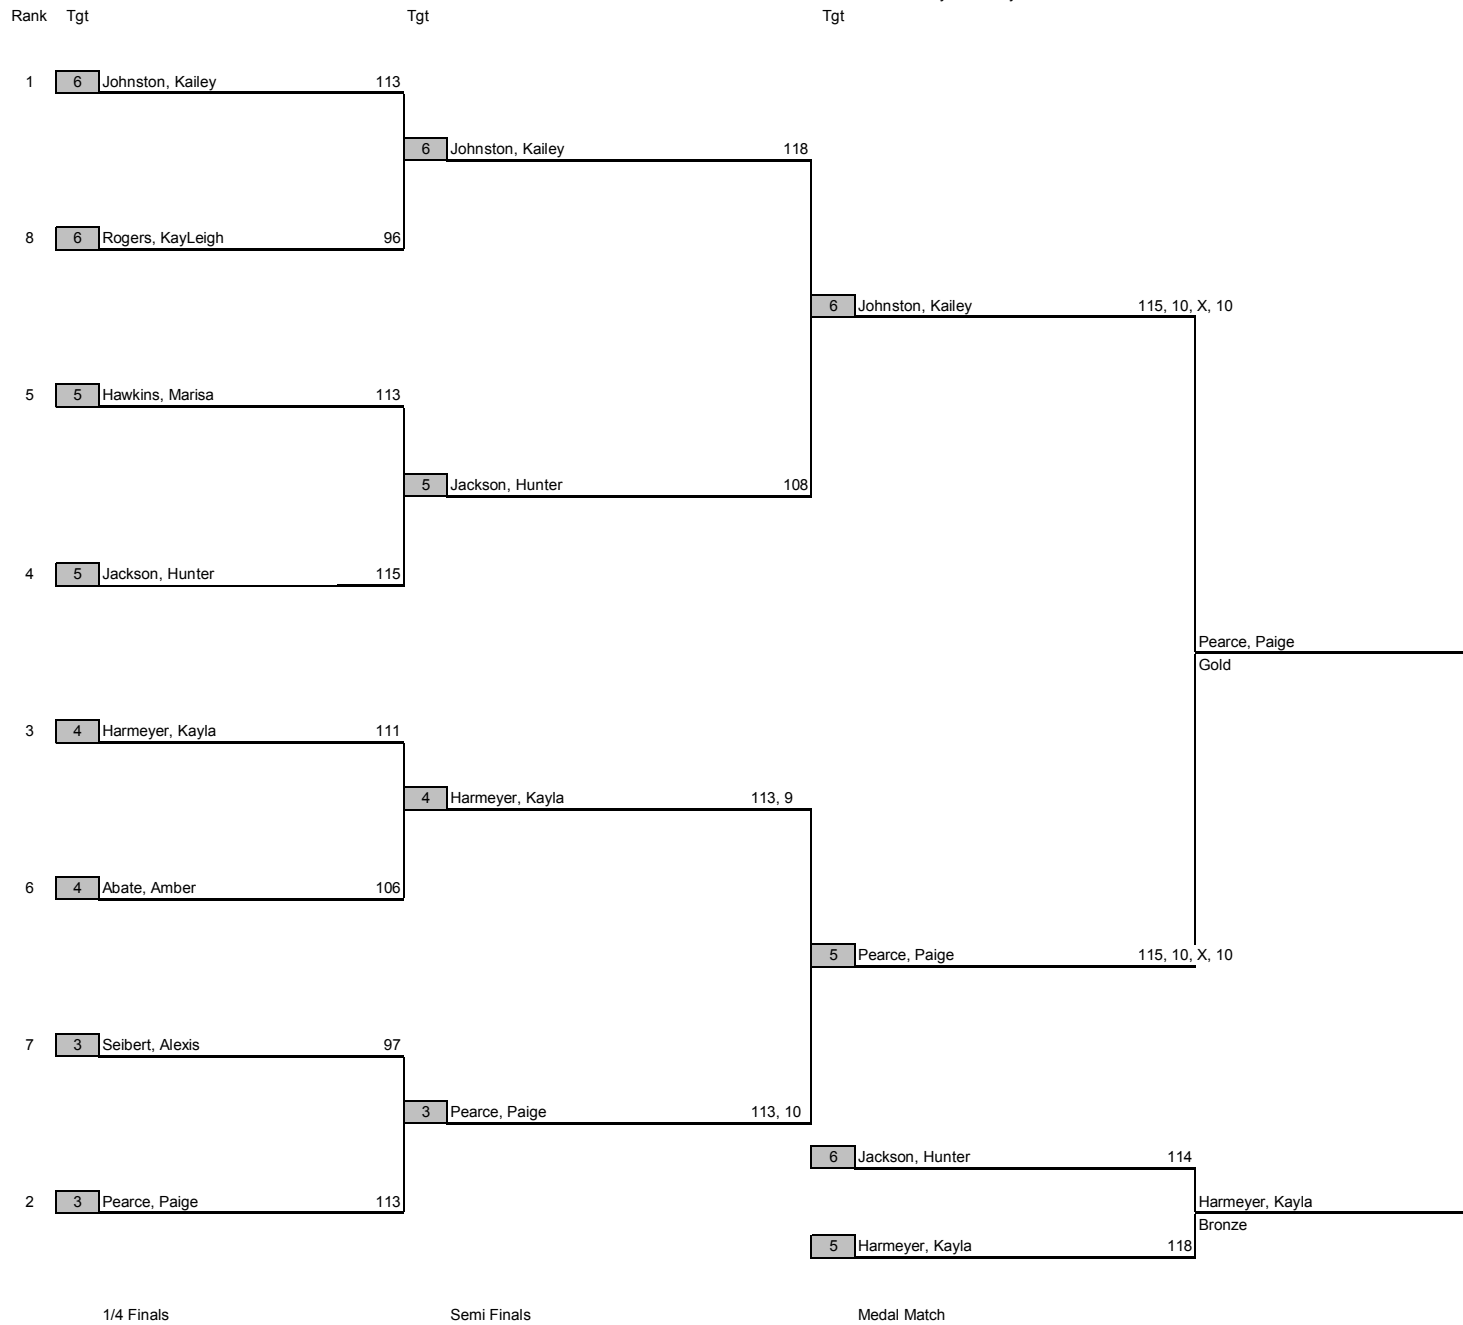 Rank Tgt Tgt Tgt
1 6 Johnston, Kailey 113
6 Johnston, Kailey 118
8 6 Rogers, KayLeigh 96
6 Johnston, Kailey 115, 10, X, 10
5 5 Hawkins, Marisa 113
5 Jackson, Hunter 108
4 5 Jackson, Hunter 115
Pearce, Paige
Gold
3 4 Harmeyer, Kayla 111
4 Harmeyer, Kayla 113, 9
6 4 Abate, Amber 106
5 Pearce, Paige 115, 10, X, 10
7 3 Seibert, Alexis 97
3 Pearce, Paige 113, 10
6 Jackson, Hunter 114
2 3 Pearce, Paige 113 Harmeyer, Kayla
Bronze
5 Harmeyer, Kayla 118
1/4 Finals Semi Finals Medal Match